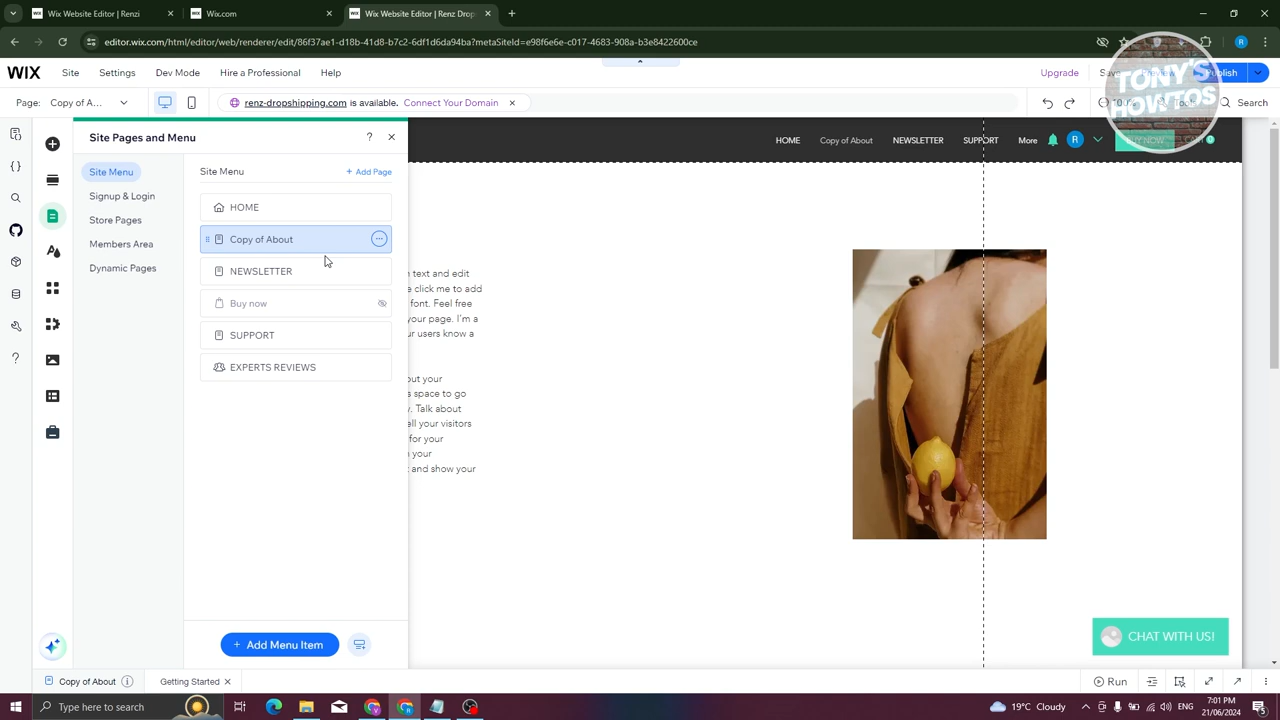 Wix Website Editor | Renzi
Wix.com
Wix Website Editor | Renz Drop
editor.wix.com/html/editor/web/renderer/edit/86f37ae1-d18b-41d8-b7c2-6df1d6da94ba?metaSiteId=e98f6e6e-c017-4683-908a-b3e8422600ce
WIX Site Settings Dev Mode Hire a Professional Help Upgrade Publish
Page: Copy of A... renz-dropshipping.com is available. Connect Your Domain Tools Search
TONY'S
HOWTOS
Site Pages and Menu ?
HOME Copy of About NEWSLETTER SUPPORT More R
Site Menu
Signup & Login
Store Pages
Members Area
Dynamic Pages
Site Menu + Add Page
HOME
Copy of About
NEWSLETTER
Buy now
SUPPORT
EXPERTS REVIEWS
text and edit
e click me to add
font. Feel free
your page. I'm a
ur users know a
out your
s space to go
y. Talk about
ell your visitors
for your
your
and show your
+ Add Menu Item
CHAT WITH US!
Copy of About
Getting Started
Run
Type here to search
19°C Cloudy
ENG
7:01 PM
21/06/2024